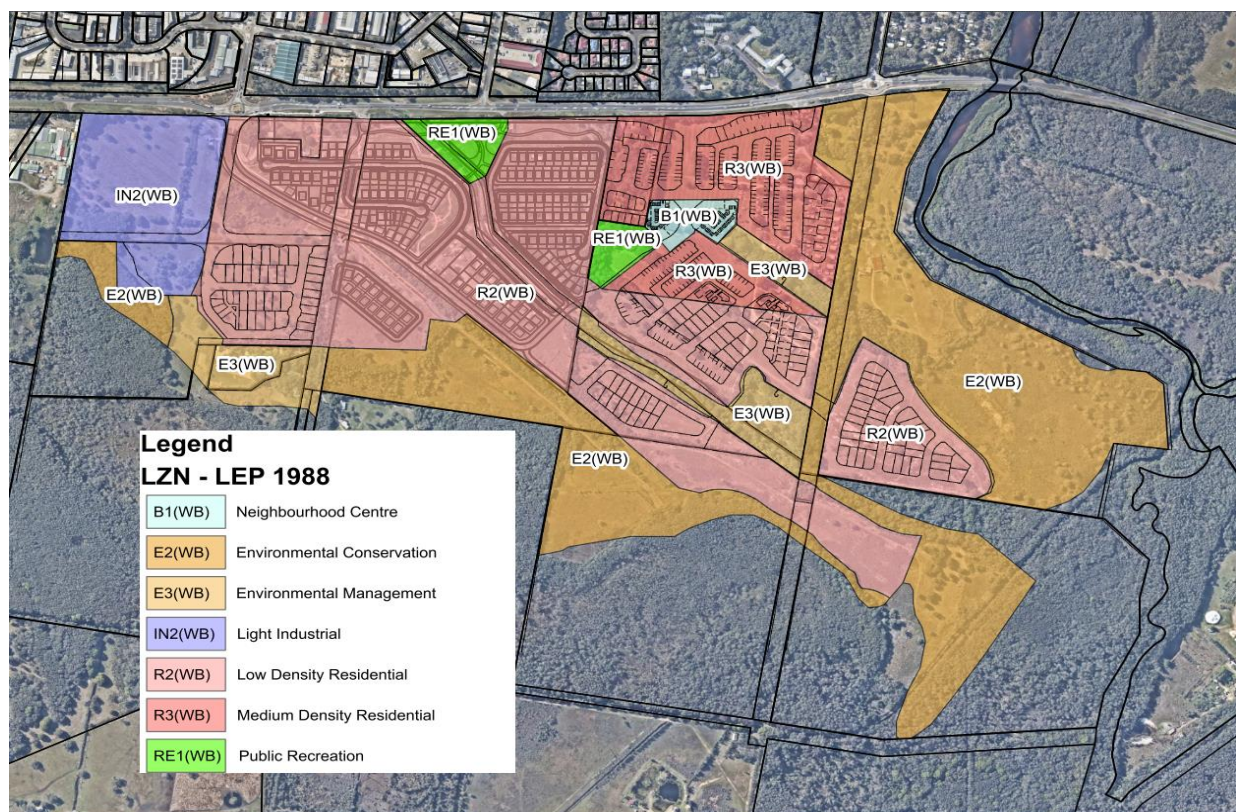 RE1(WB)
R3(WB)
IN2(WB)
B1(WB)
RE1(WB)
R3(WB)
E3(WB)
E2(WB)
R2(WB)
E3(WB)
E2(WB)
E3(WB)
R2(WB)
E2(WB)
Legend
LZN - LEP 1988
B1(WB) Neighbourhood Centre
E2(WB) Environmental Conservation
E3(WB) Environmental Management
IN2(WB) Light Industrial
R2(WB) Low Density Residential
R3(WB) Medium Density Residential
RE1(WB) Public Recreation